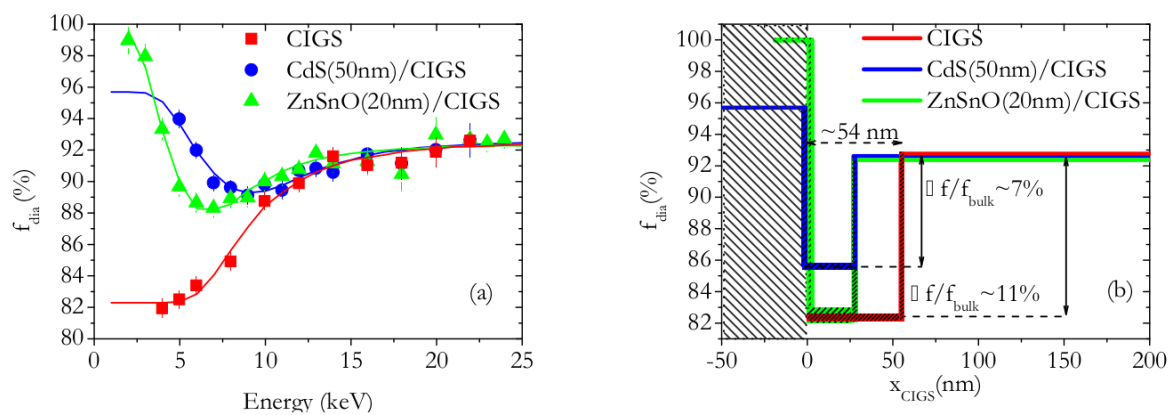 100
98
96
94
92
90
88
86
84
82
80
f_dia (%)
CIGS
CdS(50nm)/CIGS
ZnSnO(20nm)/CIGS
(a)
0 5 10 15 20 25
Energy (keV)
100
98
96
94
92
90
88
86
84
82
f_dia (%)
CIGS
CdS(50nm)/CIGS
ZnSnO(20nm)/CIGS
~54 nm
▯ f/f_bulk~7%
▯ f/f_bulk~11%
(b)
-50 0 50 100 150 200
x_CIGS(nm)